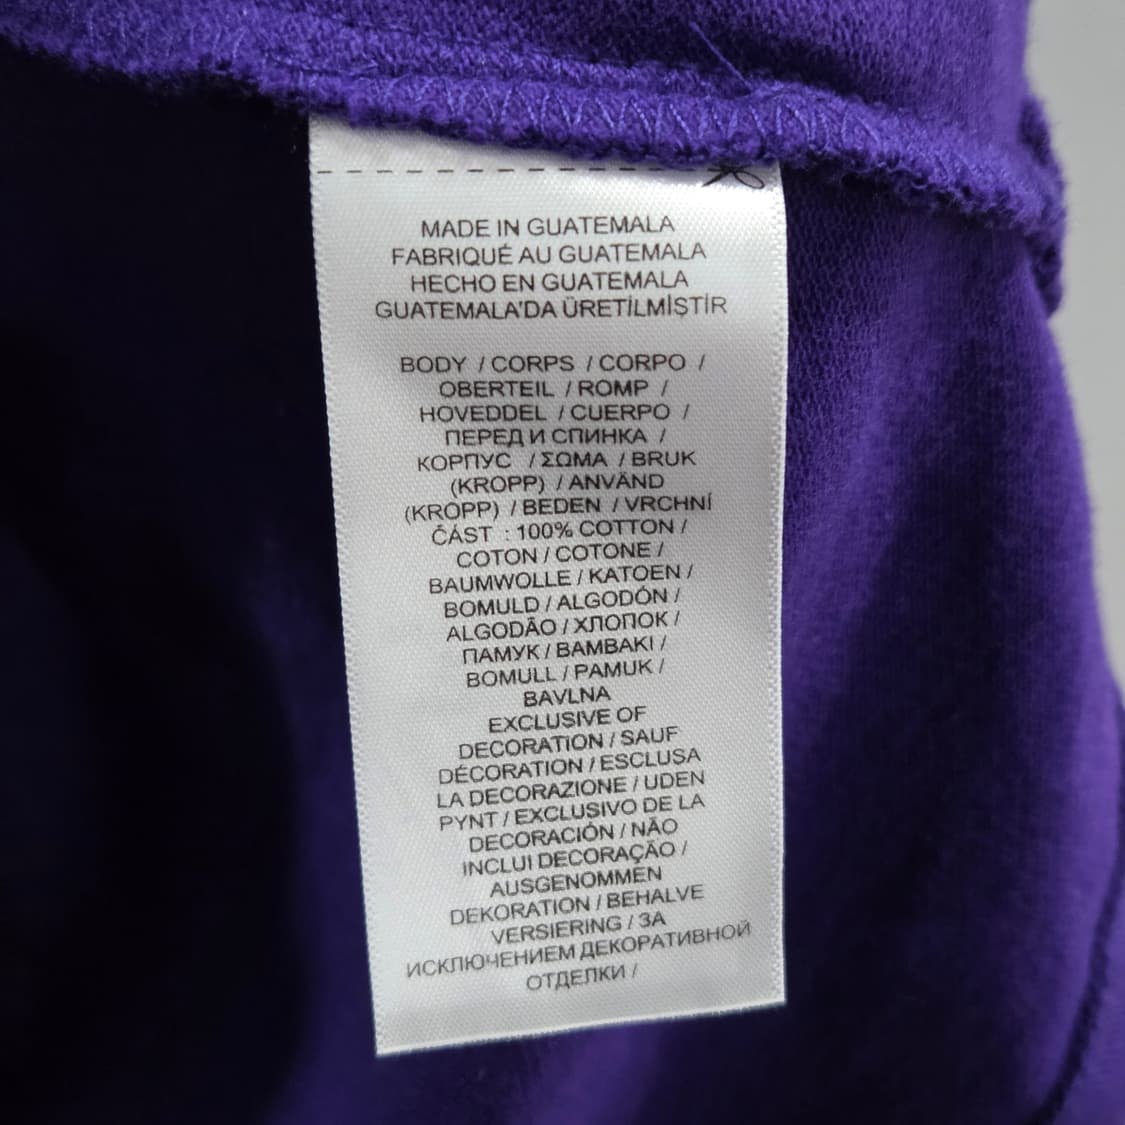 MADE IN GUATEMALA
FABRIQUÉ AU GUATEMALA
HECHO EN GUATEMALA
GUATEMALA'DA ÜRETİLMİŞTİR
BODY / CORPS / CORPO /
OBERTEIL / ROMP /
HOVEDDEL / CUERPO /
ПЕРЕД И СПИНКА /
КОРПУС / ΣΩΜΑ / BRUK
(KROPP) / ANVÄND
(KROPP) / BEDEN / VRCHNÍ
ČÁST : 100% COTTON /
COTON / COTONE /
BAUMWOLLE / KATOEN /
BOMULD / ALGODÓN /
ALGODÃO / ХЛОПОК /
ПАМУК / BAMBAKI /
BOMULL / PAMUK /
BAVLNA
EXCLUSIVE OF
DECORATION / SAUF
DÉCORATION / ESCLUSA
LA DECORAZIONE / UDEN
PYNT / EXCLUSIVO DE LA
DECORACIÓN / NÃO
INCLUI DECORAÇÃO /
AUSGENOMMEN
DEKORATION / BEHALVE
VERSIERING / ЗА
ИСКЛЮЧЕНИЕМ ДЕКОРАТИВНОЙ
ОТДЕЛКИ /